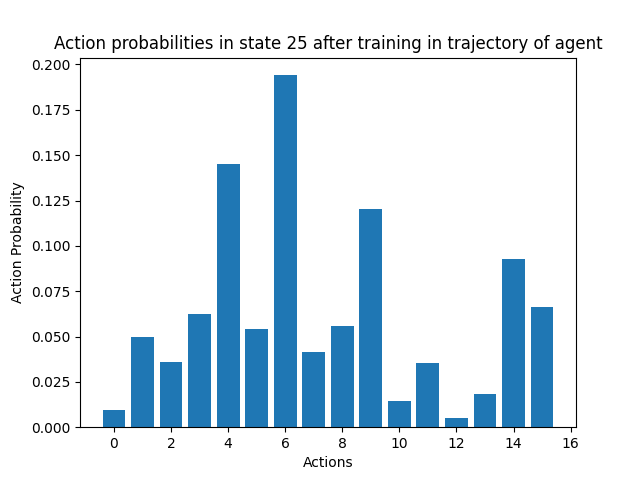 Action probabilities in state 25 after training in trajectory of agent
0.200
0.175
0.150
0.125
0.100
0.075
0.050
0.025
0.000
Action Probability
0 2 4 6 8 10 12 14 16
Actions